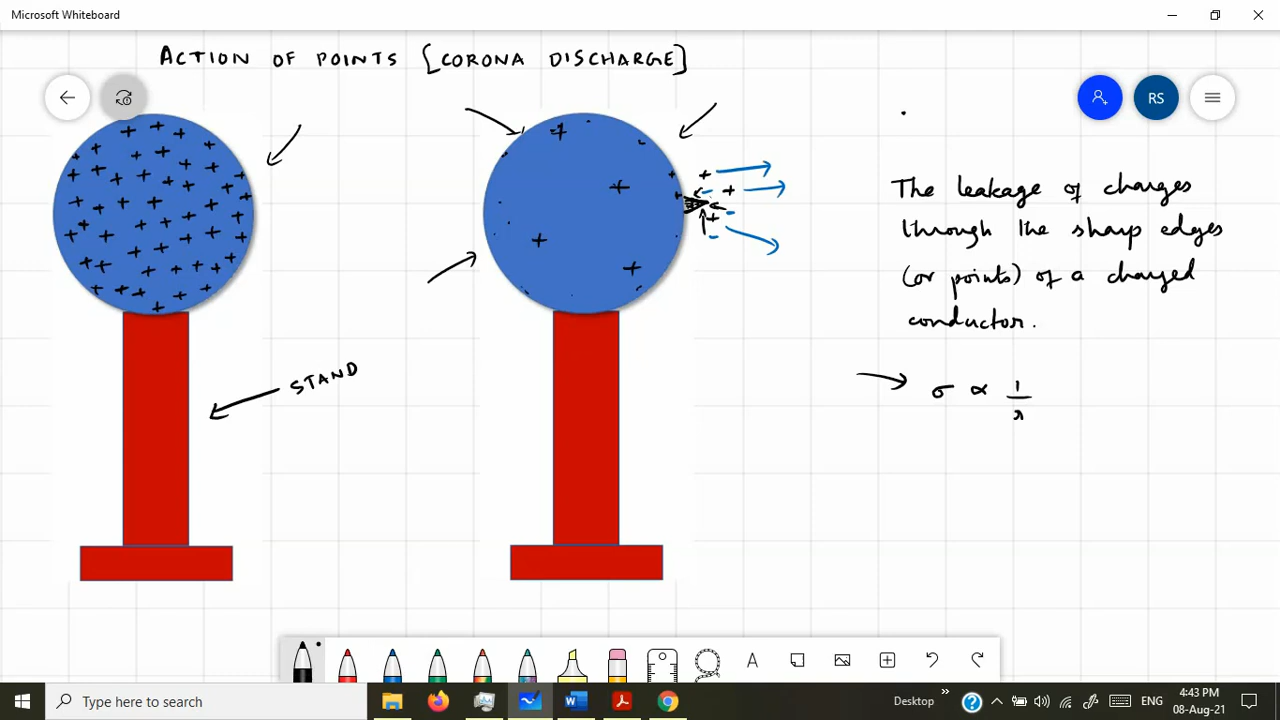 Microsoft Whiteboard
ACTION OF POINTS [CORONA DISCHARGE]
RS
The leakage of charges
through the sharp edges
(or points) of a charged
conductor.
σ ∝ 1/r
STAND
A
Type here to search
Desktop
ENG
4:43 PM
08-Aug-21